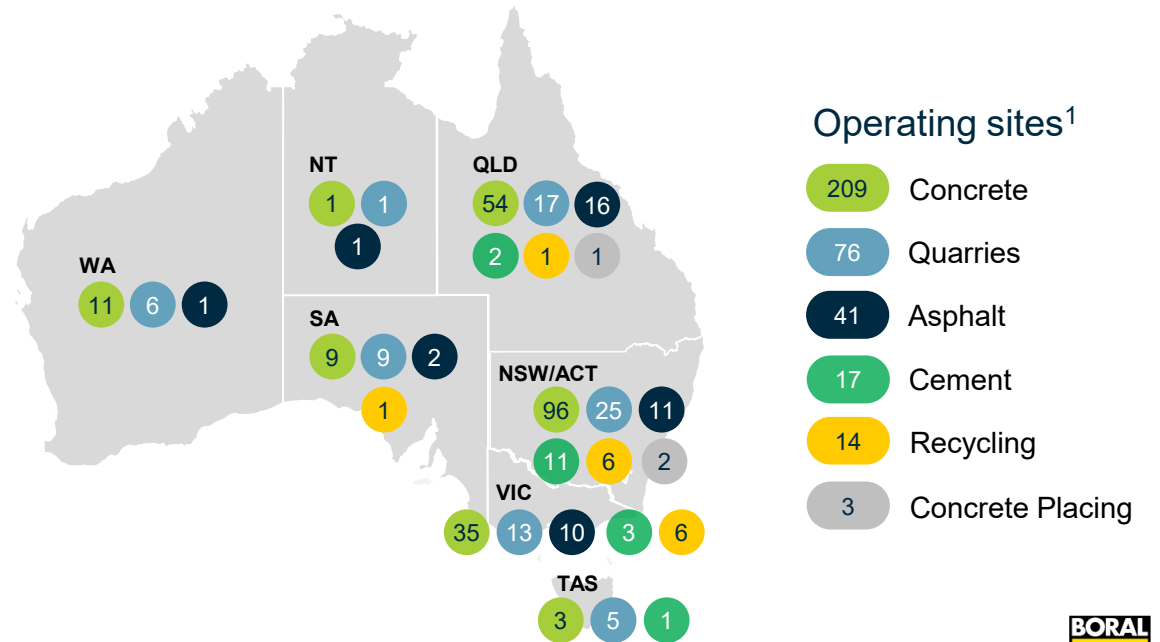 Operating sites¹
209 Concrete
76 Quarries
41 Asphalt
17 Cement
14 Recycling
3 Concrete Placing
NT
1 1
1
QLD
54 17 16
2 1 1
WA
11 6 1
SA
9 9 2
1
NSW/ACT
96 25 11
11 6 2
VIC
35 13 10 3 6
TAS
3 5 1
BORAL